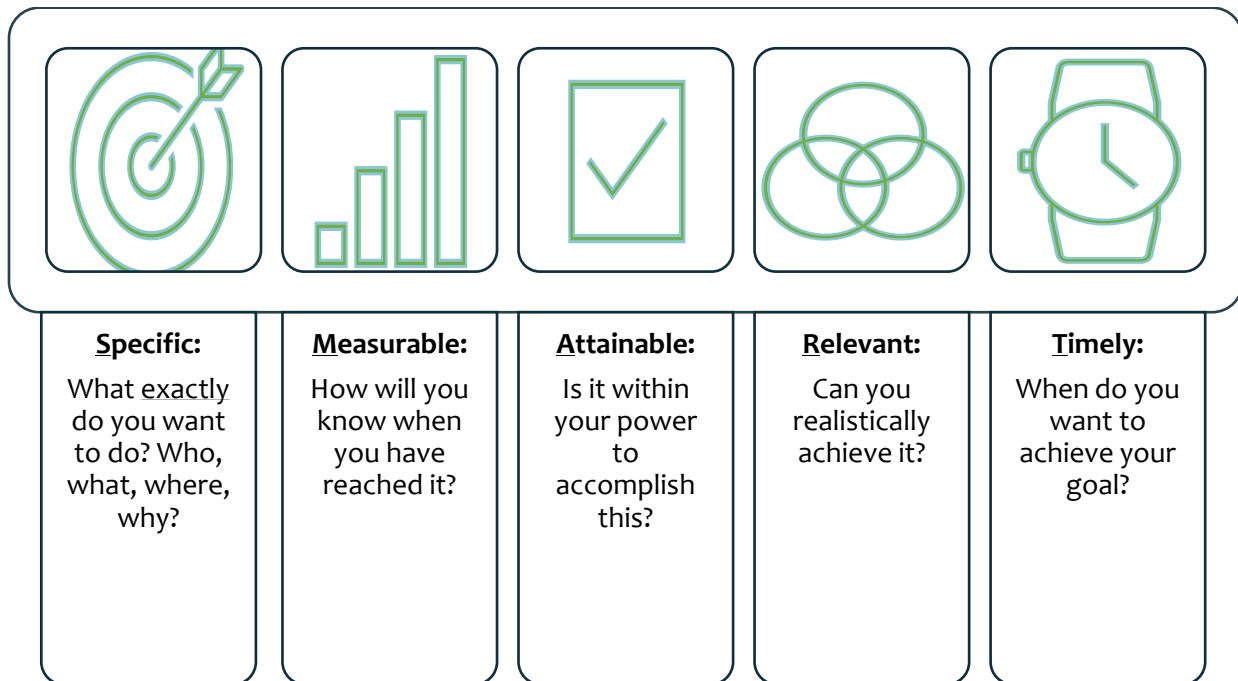 Specific:
What exactly
do you want
to do? Who,
what, where,
why?
Measurable:
How will you
know when
you have
reached it?
Attainable:
Is it within
your power
to
accomplish
this?
Relevant:
Can you
realistically
achieve it?
Timely:
When do you
want to
achieve your
goal?